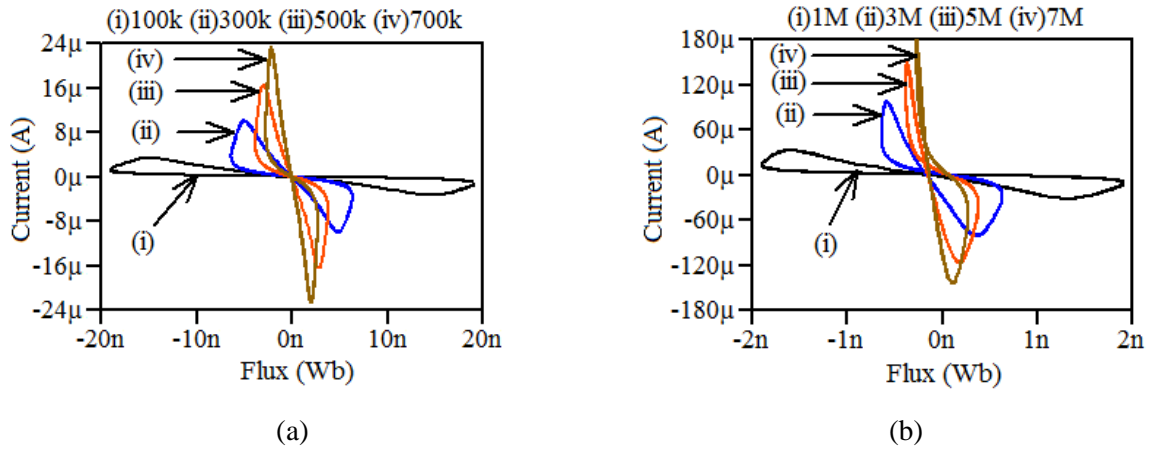 (i)100k (ii)300k (iii)500k (iv)700k
24µ
16µ
8µ
0µ
-8µ
-16µ
-24µ
Current (A)
(iv)
(iii)
(ii)
(i)
-20n -10n 0n 10n 20n
Flux (Wb)
(a)
(i)1M (ii)3M (iii)5M (iv)7M
180µ
120µ
60µ
0µ
-60µ
-120µ
-180µ
Current (A)
(iv)
(iii)
(ii)
(i)
-2n -1n 0n 1n 2n
Flux (Wb)
(b)